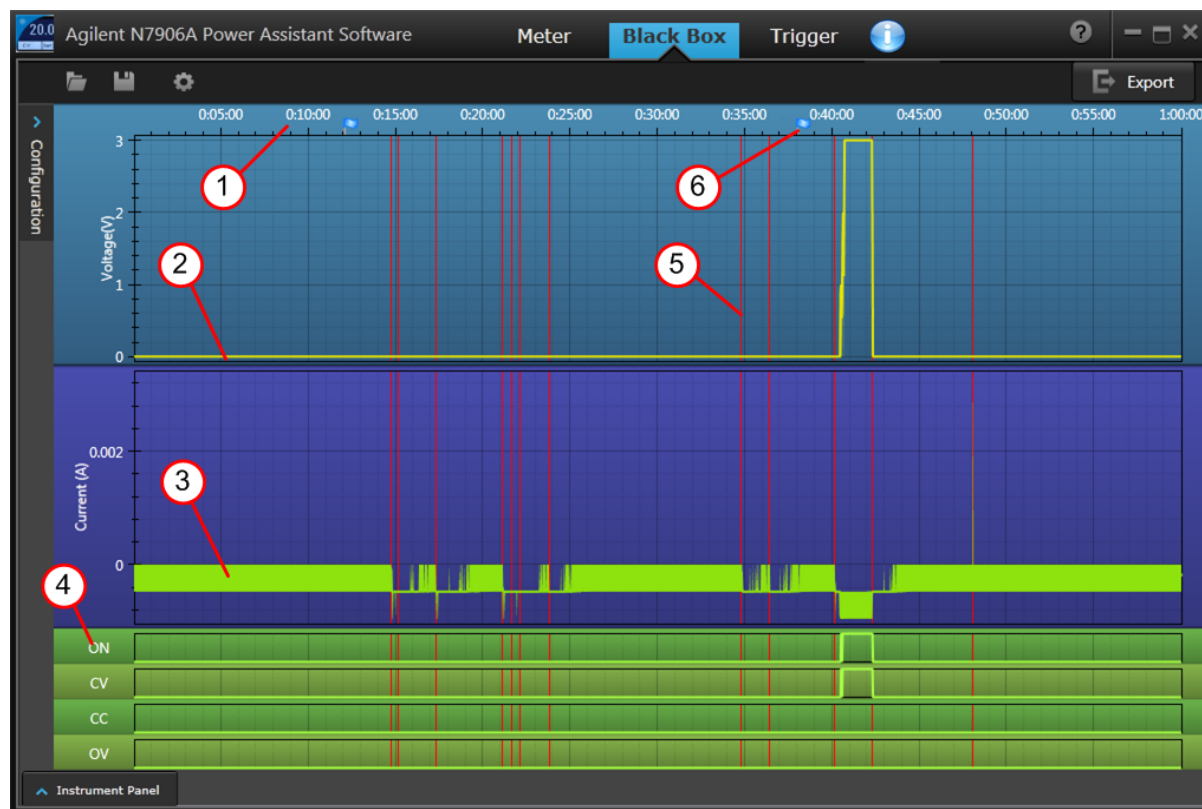 20.0
Agilent N7906A Power Assistant Software
Meter
Black Box
Trigger
i
?
Export
Configuration
0:05:00 0:10:00 0:15:00 0:20:00 0:25:00 0:30:00 0:35:00 0:40:00 0:45:00 0:50:00 0:55:00 1:00:00
1
6
2
5
Voltage(V)
3
2
1
0
Current (A)
0.002
0
3
4
ON
CV
CC
OV
Instrument Panel